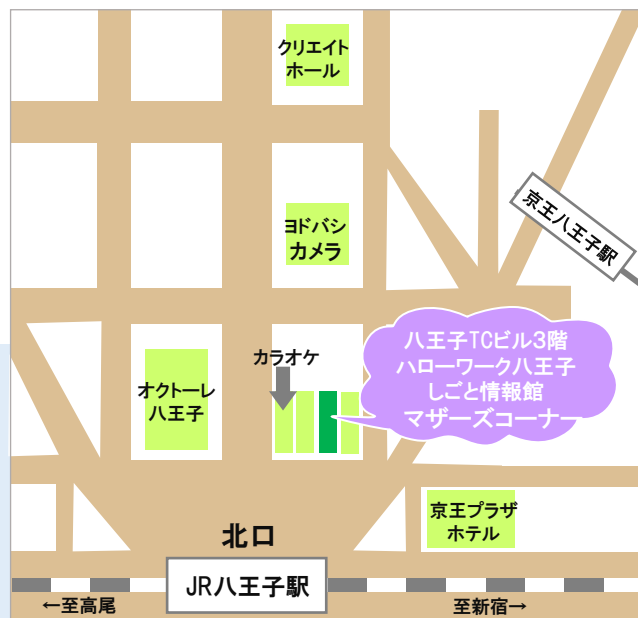 クリエイト
ホール
京王八王子駅
ヨドバシ
カメラ
八王子TCビル3階
ハローワーク八王子
しごと情報館
マザーズコーナー
カラオケ
オクトーレ
八王子
京王プラザ
ホテル
北口
JR八王子駅
←至高尾
至新宿→